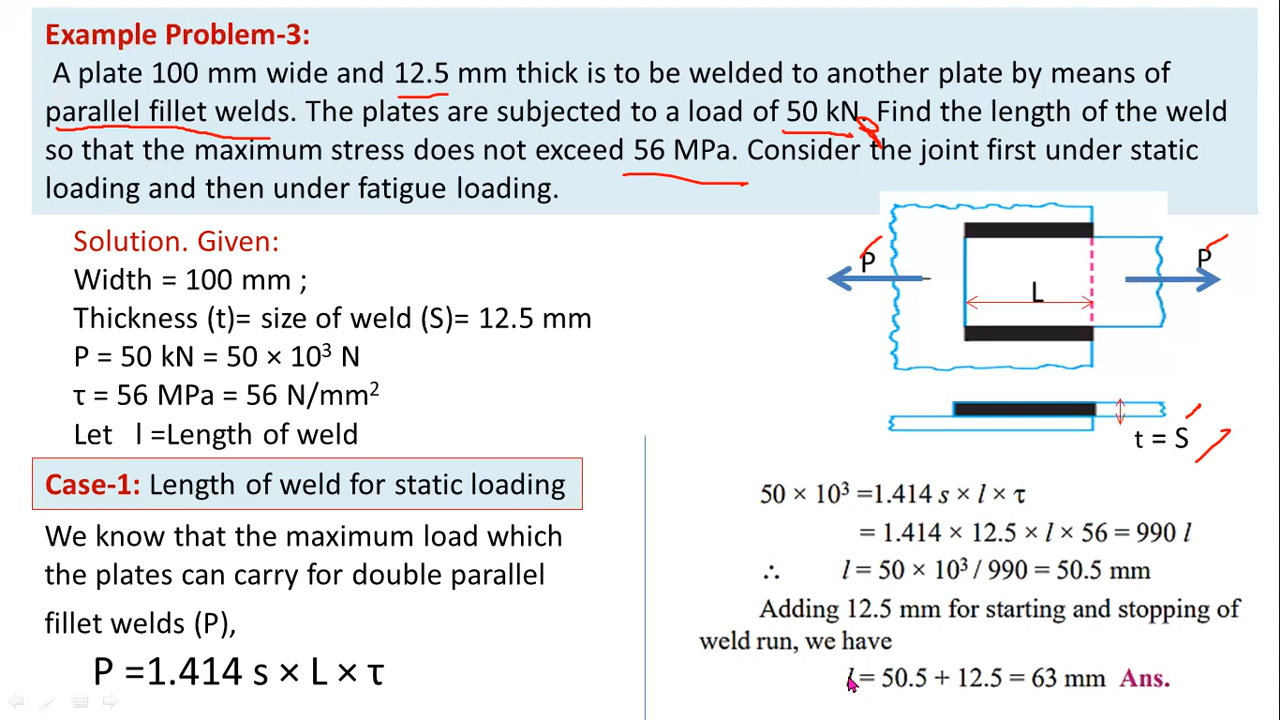 Example Problem-3:
A plate 100 mm wide and 12.5 mm thick is to be welded to another plate by means of
parallel fillet welds. The plates are subjected to a load of 50 kN. Find the length of the weld
so that the maximum stress does not exceed 56 MPa. Consider the joint first under static
loading and then under fatigue loading.
Solution. Given:
Width = 100 mm ;
Thickness (t)= size of weld (S)= 12.5 mm
P = 50 kN = 50 × 10³ N
τ = 56 MPa = 56 N/mm²
Let l =Length of weld
Case-1: Length of weld for static loading
We know that the maximum load which
the plates can carry for double parallel
fillet welds (P),
P =1.414 s × L × τ
P
P
L
t = S
50 × 10³ =1.414 s × l × τ
= 1.414 × 12.5 × l × 56 = 990 l
∴ l = 50 × 10³ / 990 = 50.5 mm
Adding 12.5 mm for starting and stopping of
weld run, we have
l = 50.5 + 12.5 = 63 mm Ans.